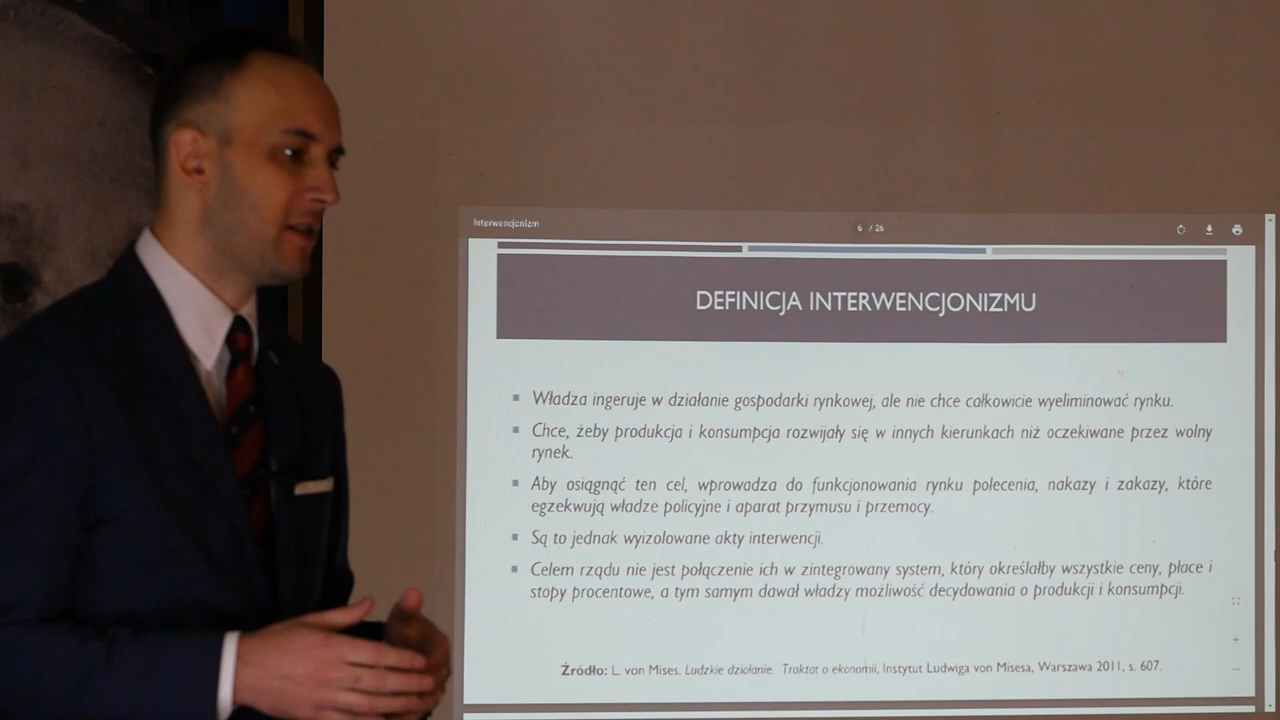 Interwencjonizm
6 / 26
DEFINICJA INTERWENCJONIZMU
Władza ingeruje w działanie gospodarki rynkowej, ale nie chce całkowicie wyeliminować rynku.
Chce, żeby produkcja i konsumpcja rozwijały się w innych kierunkach niż oczekiwane przez wolny
rynek.
Aby osiągnąć ten cel, wprowadza do funkcjonowania rynku polecenia, nakazy i zakazy, które
egzekwują władze policyjne i aparat przymusu i przemocy.
Są to jednak wyizolowane akty interwencji.
Celem rządu nie jest połączenie ich w zintegrowany system, który określałby wszystkie ceny, płace i
stopy procentowe, a tym samym dawał władzy możliwość decydowania o produkcji i konsumpcji.
Źródło: L. von Mises. Ludzkie działanie. Traktat o ekonomii, Instytut Ludwiga von Misesa, Warszawa 2011, s. 607.